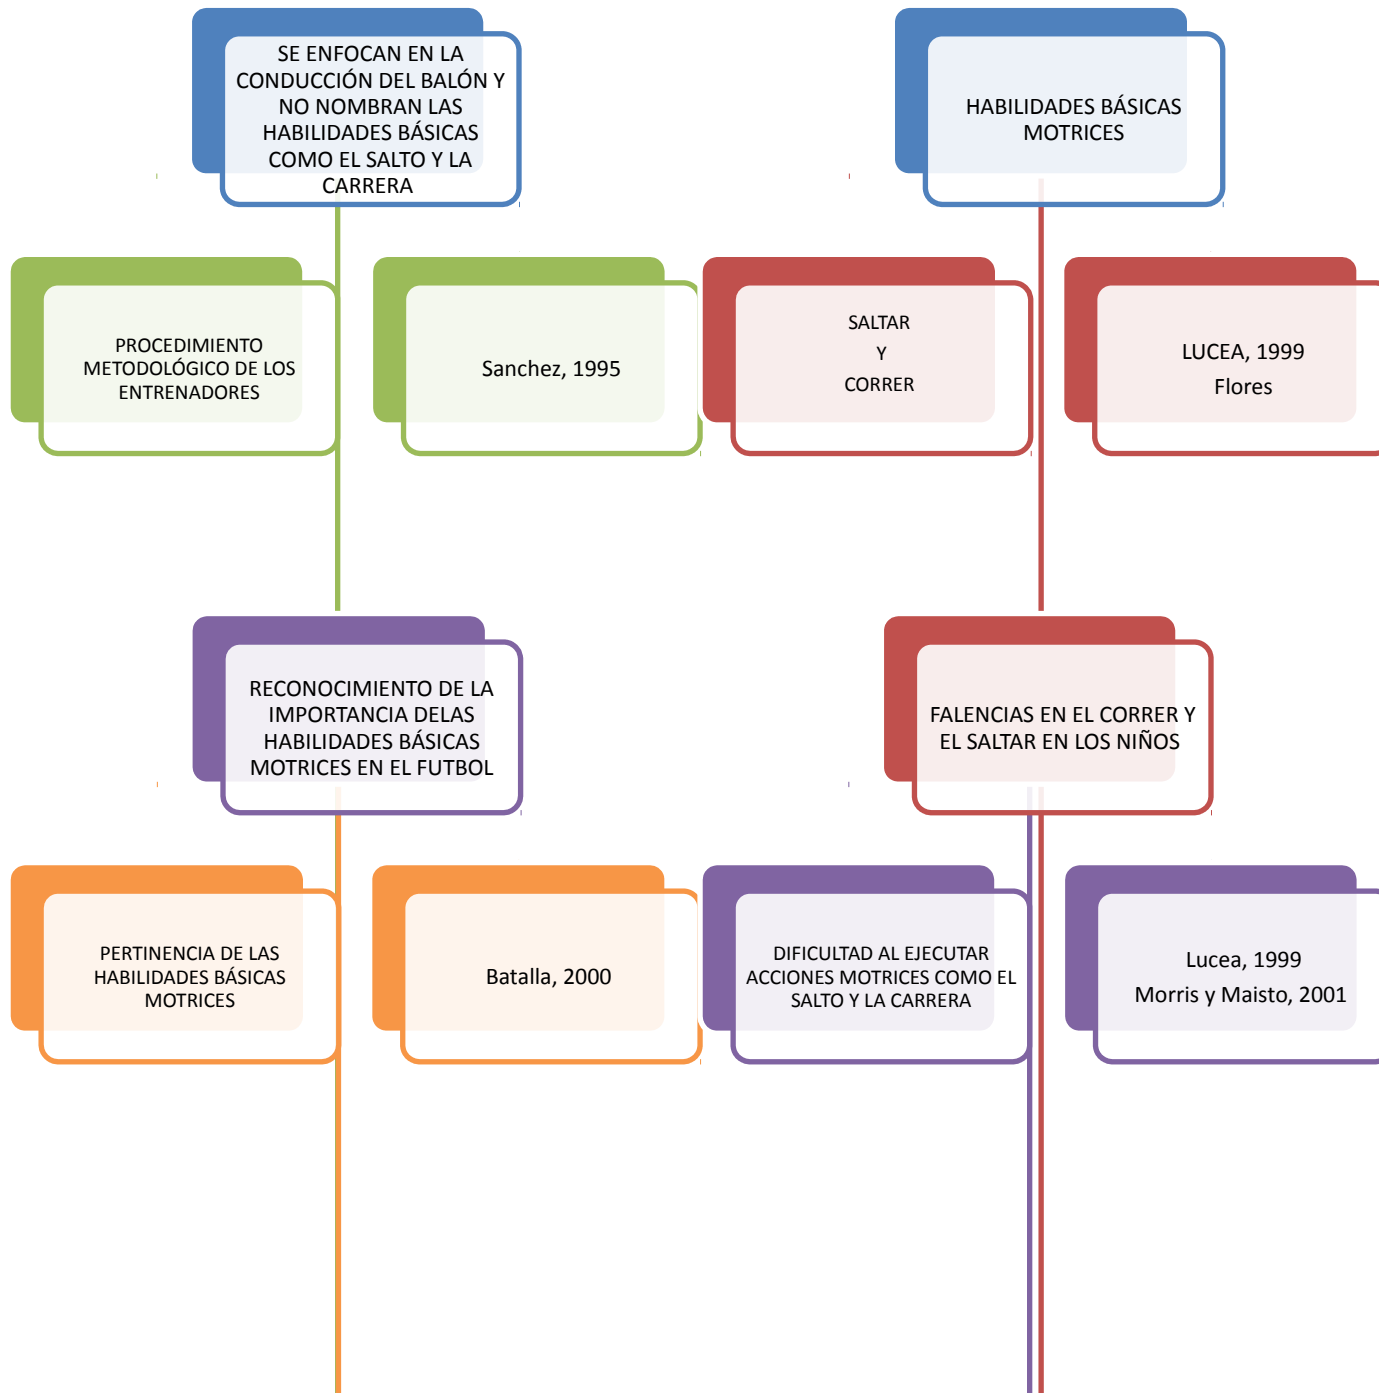 SE ENFOCAN EN LA
CONDUCCIÓN DEL BALÓN Y
NO NOMBRAN LAS
HABILIDADES BÁSICAS
COMO EL SALTO Y LA
CARRERA
HABILIDADES BÁSICAS
MOTRICES
PROCEDIMIENTO
METODOLÓGICO DE LOS
ENTRENADORES
Sanchez, 1995
SALTAR
Y
CORRER
LUCEA, 1999
Flores
RECONOCIMIENTO DE LA
IMPORTANCIA DELAS
HABILIDADES BÁSICAS
MOTRICES EN EL FUTBOL
FALENCIAS EN EL CORRER Y
EL SALTAR EN LOS NIÑOS
PERTINENCIA DE LAS
HABILIDADES BÁSICAS
MOTRICES
Batalla, 2000
DIFICULTAD AL EJECUTAR
ACCIONES MOTRICES COMO EL
SALTO Y LA CARRERA
Lucea, 1999
Morris y Maisto, 2001